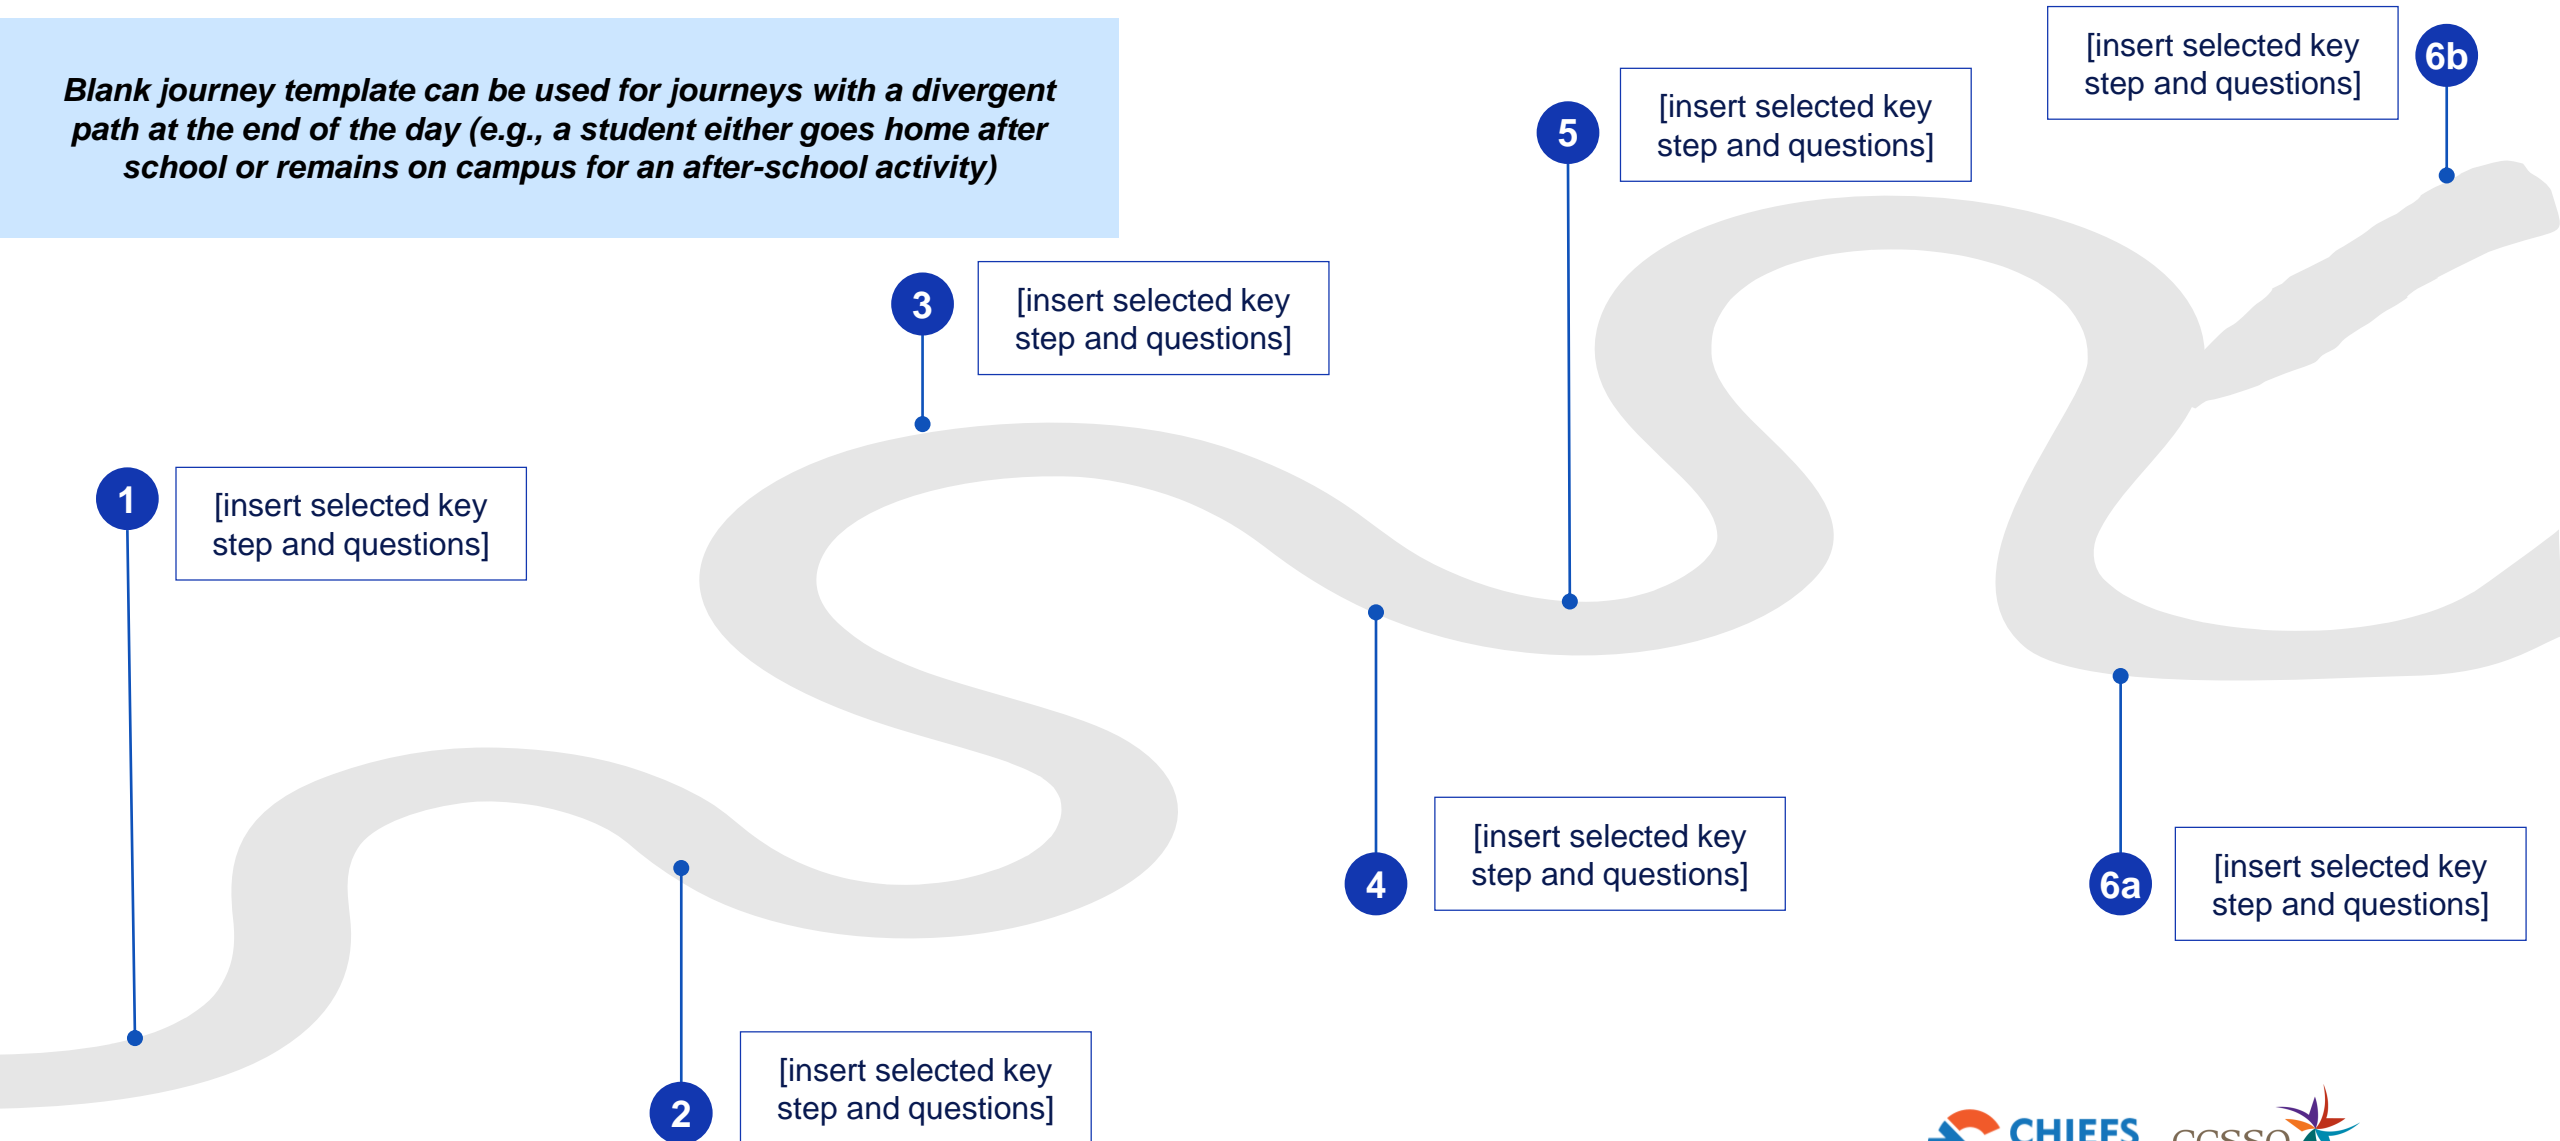 Blank journey template can be used for journeys with a divergent
path at the end of the day (e.g., a student either goes home after
school or remains on campus for an after-school activity)
1
[insert selected key
step and questions]
2
[insert selected key
step and questions]
3
[insert selected key
step and questions]
4
[insert selected key
step and questions]
5
[insert selected key
step and questions]
6a
[insert selected key
step and questions]
6b
[insert selected key
step and questions]
CHIEFS
CCSSO